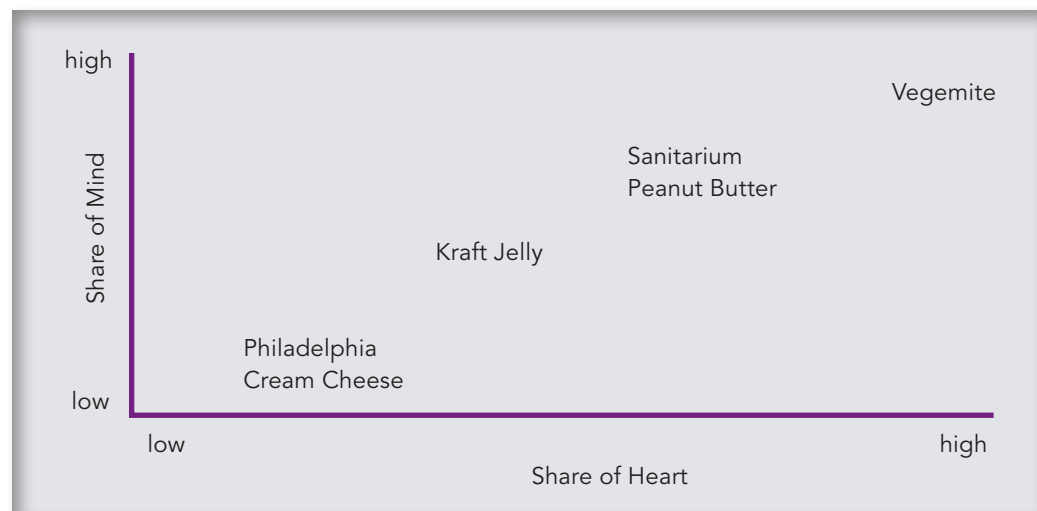 high
Vegemite
Sanitarium
Peanut Butter
Share of Mind
Kraft Jelly
Philadelphia
Cream Cheese
low
low
high
Share of Heart